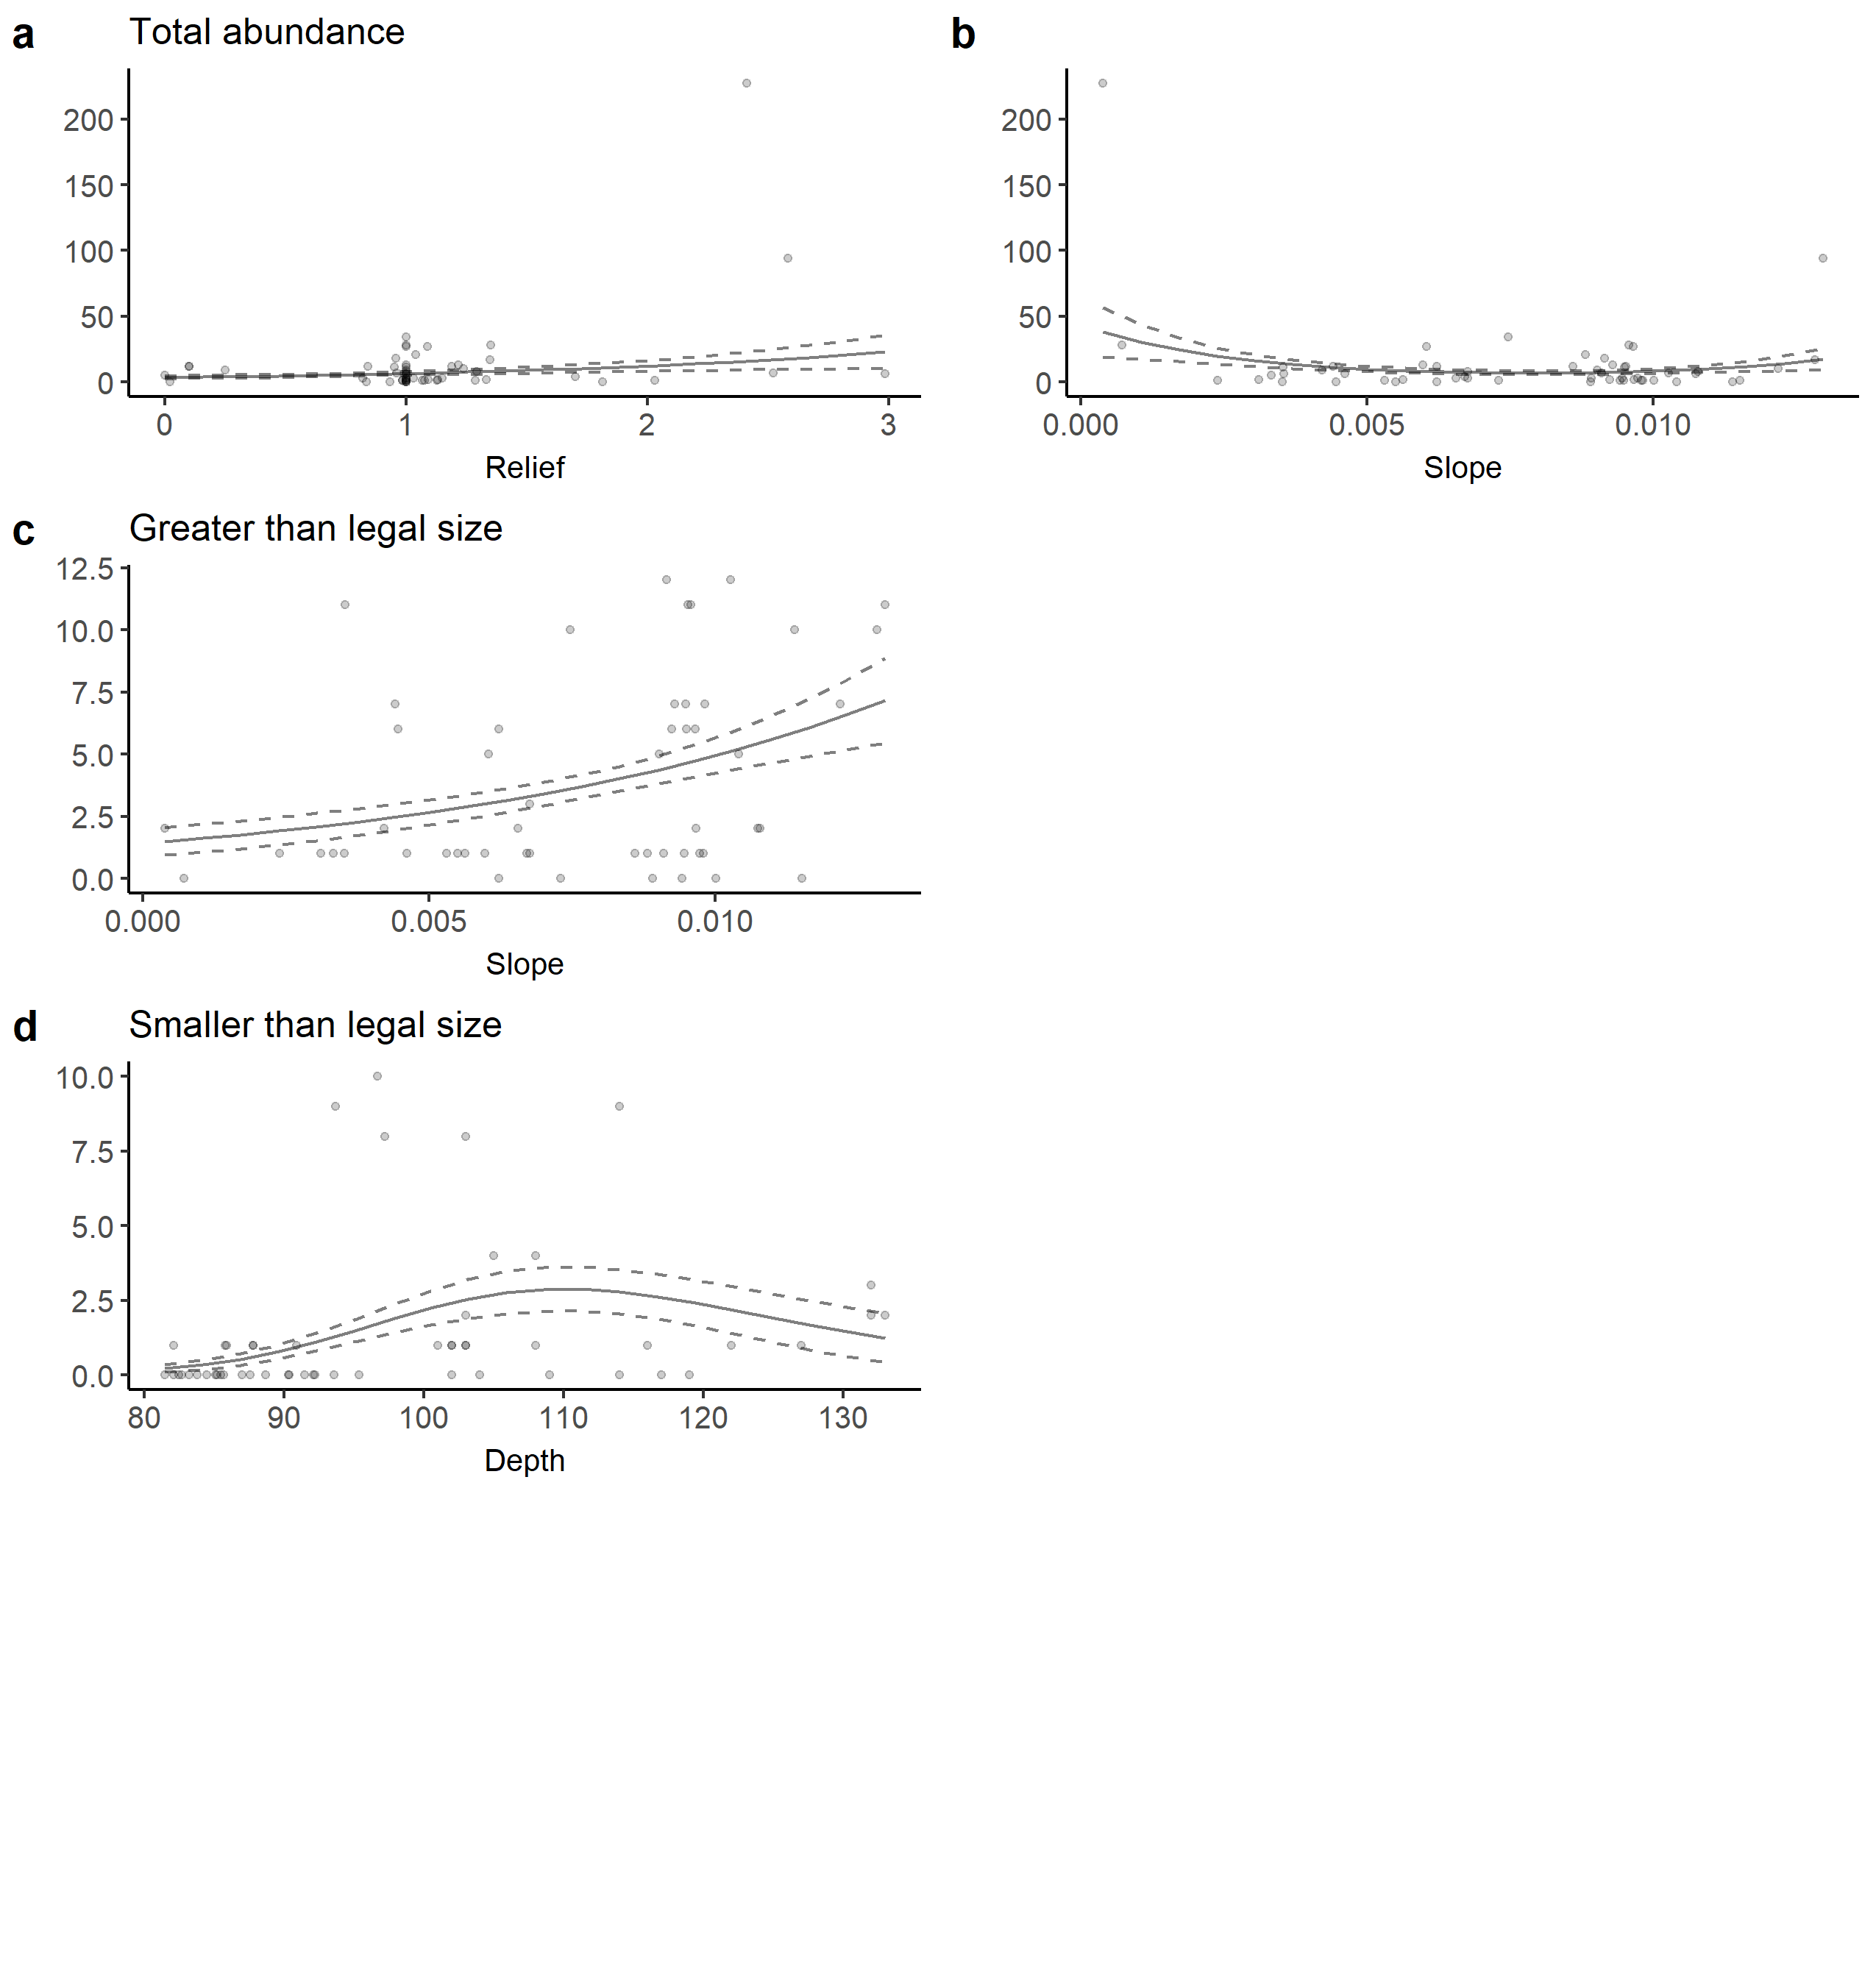 a Total abundance
200
150
100
50
0
0 1 2 3
Relief
b
200
150
100
50
0
0.000 0.005 0.010
Slope
c Greater than legal size
12.5
10.0
7.5
5.0
2.5
0.0
0.000 0.005 0.010
Slope
d Smaller than legal size
10.0
7.5
5.0
2.5
0.0
80 90 100 110 120 130
Depth